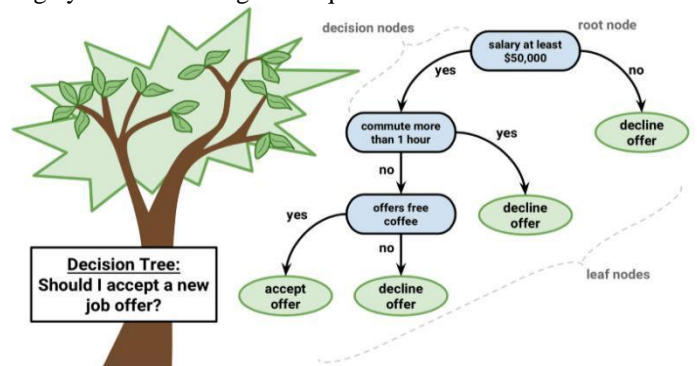 decision nodes
root node
salary at least
$50,000
yes
no
commute more
than 1 hour
yes
decline
offer
no
offers free
coffee
decline
offer
yes
no
leaf nodes
Decision Tree:
Should I accept a new
job offer?
accept
offer
decline
offer